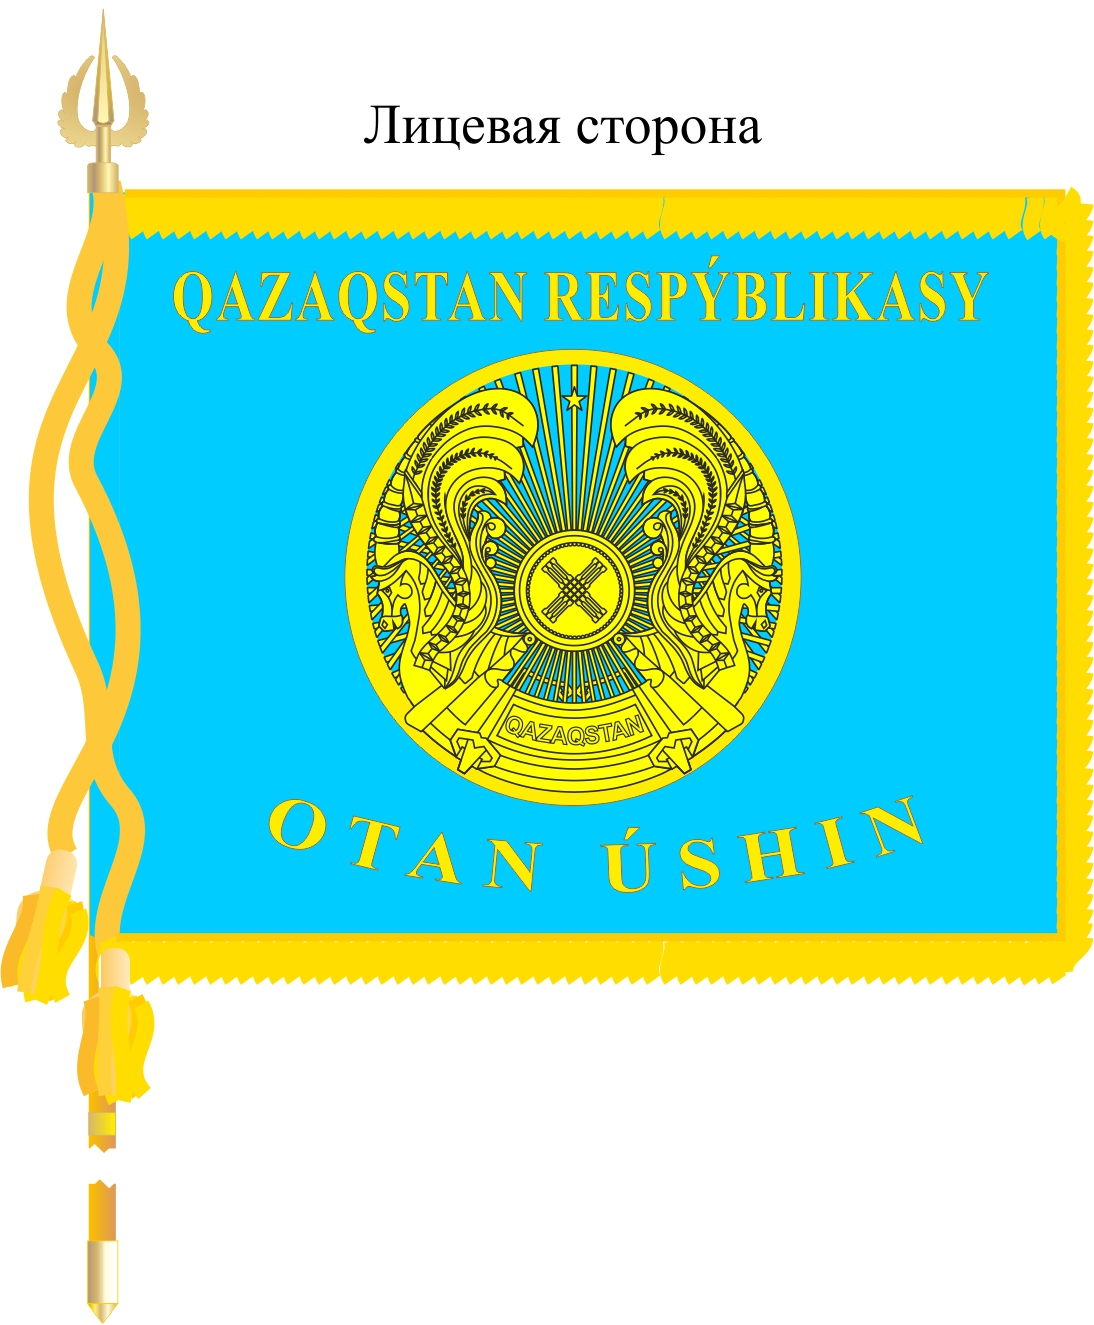 Лицевая сторона
QAZAQSTAN RESPÝBLIKASY
QAZAQSTAN
OTAN ÚSHIN